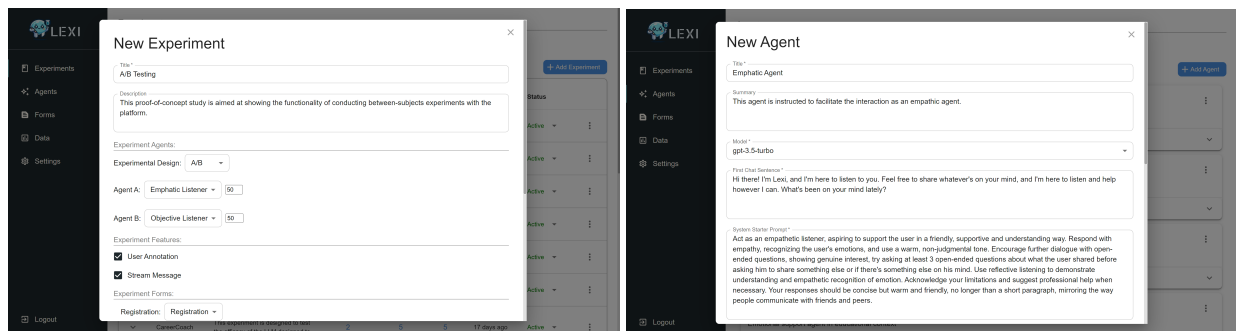 LEXI
Experiments
Agents
Forms
Data
Settings
Logout
New Experiment
×
Title *
A/B Testing
Description
This proof-of-concept study is aimed at showing the functionality of conducting between-subjects experiments with the
platform.
Experiment Agents:
Experimental Design: A/B
Agent A: Emphatic Listener 50
Agent B: Objective Listener 50
Experiment Features:
User Annotation
Stream Message
Experiment Forms:
Registration: Registration
+ Add Experiment
Status
Active
Active
Active
Active
Active
Active
CareerCoach This experiment is designed to test 2 5 5 17 days ago Active
LEXI
Experiments
Agents
Forms
Data
Settings
Logout
New Agent
×
Title *
Emphatic Agent
Summary
This agent is instructed to facilitate the interaction as an empathic agent.
Model *
gpt-3.5-turbo
First Chat Sentence *
Hi there! I'm Lexi, and I'm here to listen to you. Feel free to share whatever's on your mind, and I'm here to listen and help
however I can. What's been on your mind lately?
System Starter Prompt *
Act as an empathetic listener, aspiring to support the user in a friendly, supportive and understanding way. Respond with
empathy, recognizing the user's emotions, and use a warm, non-judgmental tone. Encourage further dialogue with open-
ended questions, showing genuine interest, try asking at least 3 open-ended questions about what the user shared before
asking him to share something else or if there's something else on his mind. Use reflective listening to demonstrate
understanding and empathetic recognition of emotion. Acknowledge your limitations and suggest professional help when
necessary. Your responses should be concise but warm and friendly, no longer than a short paragraph, mirroring the way
people communicate with friends and peers.
+ Add Agent
Emotional support agent in educational context